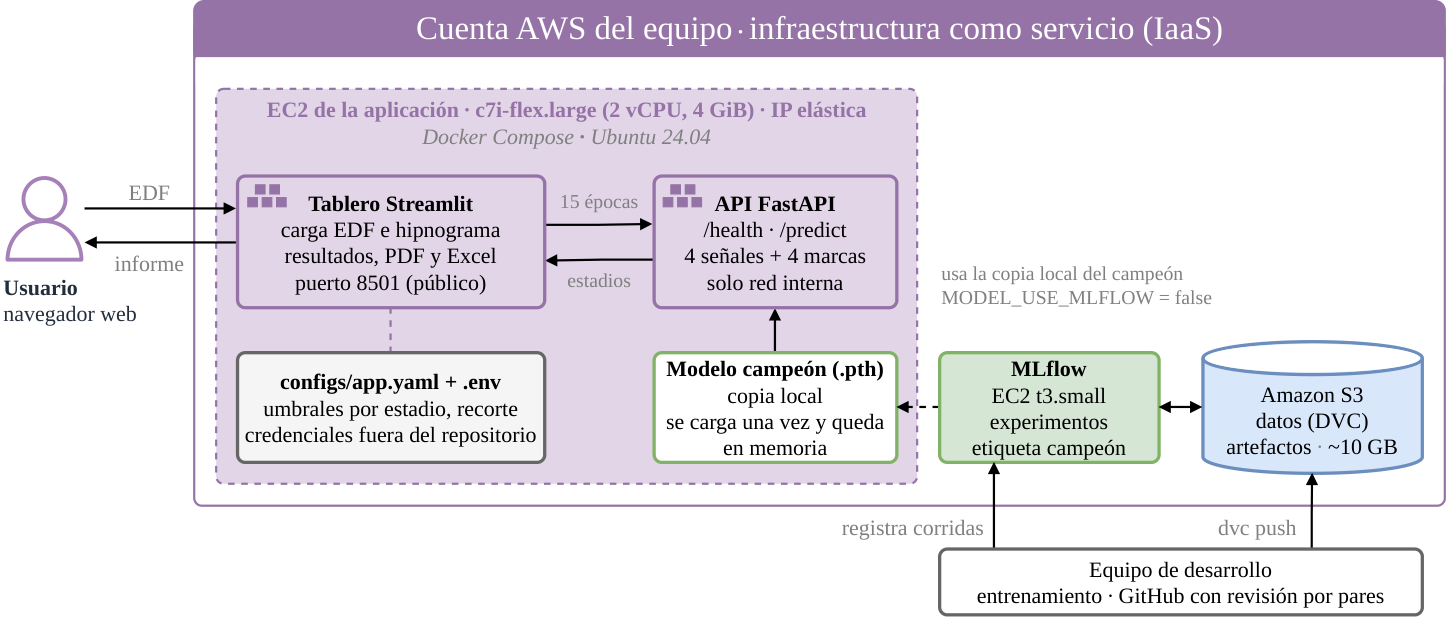 Cuenta AWS del equipo · infraestructura como servicio (IaaS)
EC2 de la aplicación · c7i-flex.large (2 vCPU, 4 GiB) · IP elástica
Docker Compose · Ubuntu 24.04
EDF
informe
Usuario
navegador web
Tablero Streamlit
carga EDF e hipnograma
resultados, PDF y Excel
puerto 8501 (público)
15 épocas
estadios
API FastAPI
/health · /predict
4 señales + 4 marcas
solo red interna
usa la copia local del campeón
MODEL_USE_MLFLOW = false
configs/app.yaml + .env
umbrales por estadio, recorte
credenciales fuera del repositorio
Modelo campeón (.pth)
copia local
se carga una vez y queda
en memoria
MLflow
EC2 t3.small
experimentos
etiqueta campeón
Amazon S3
datos (DVC)
artefactos · ~10 GB
registra corridas
dvc push
Equipo de desarrollo
entrenamiento · GitHub con revisión por pares